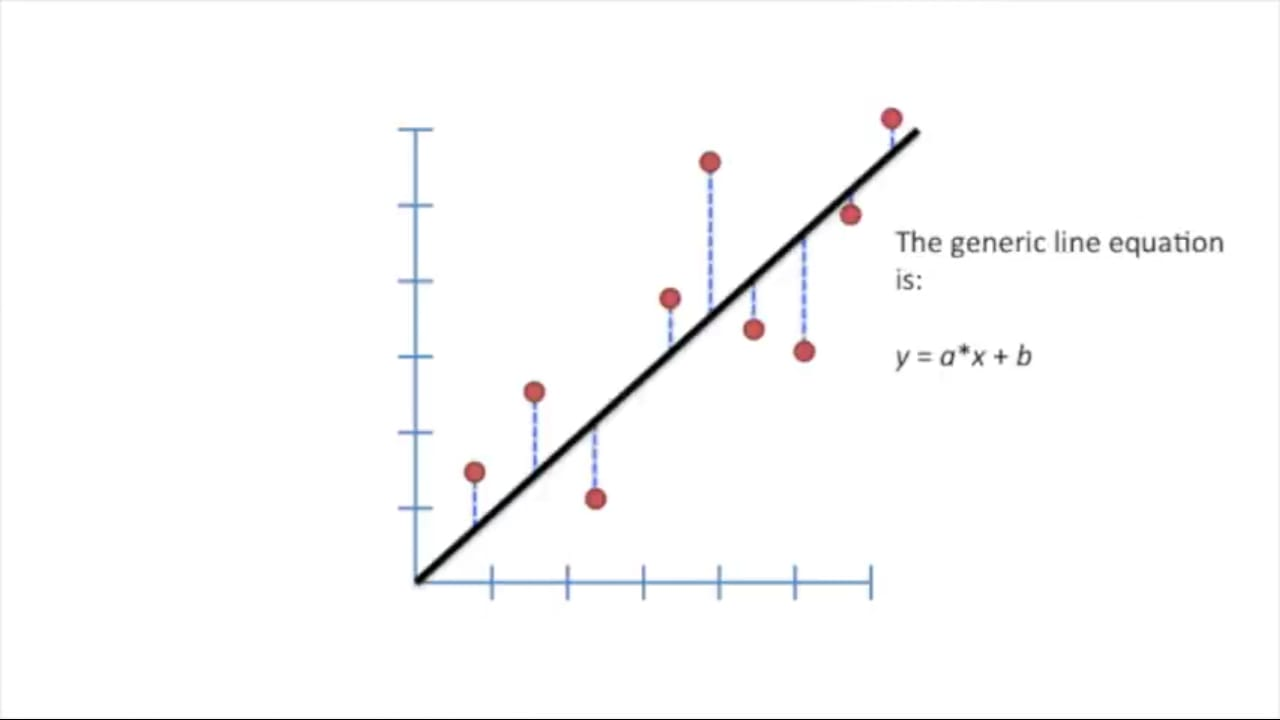 The generic line equation
is:
y = a*x + b